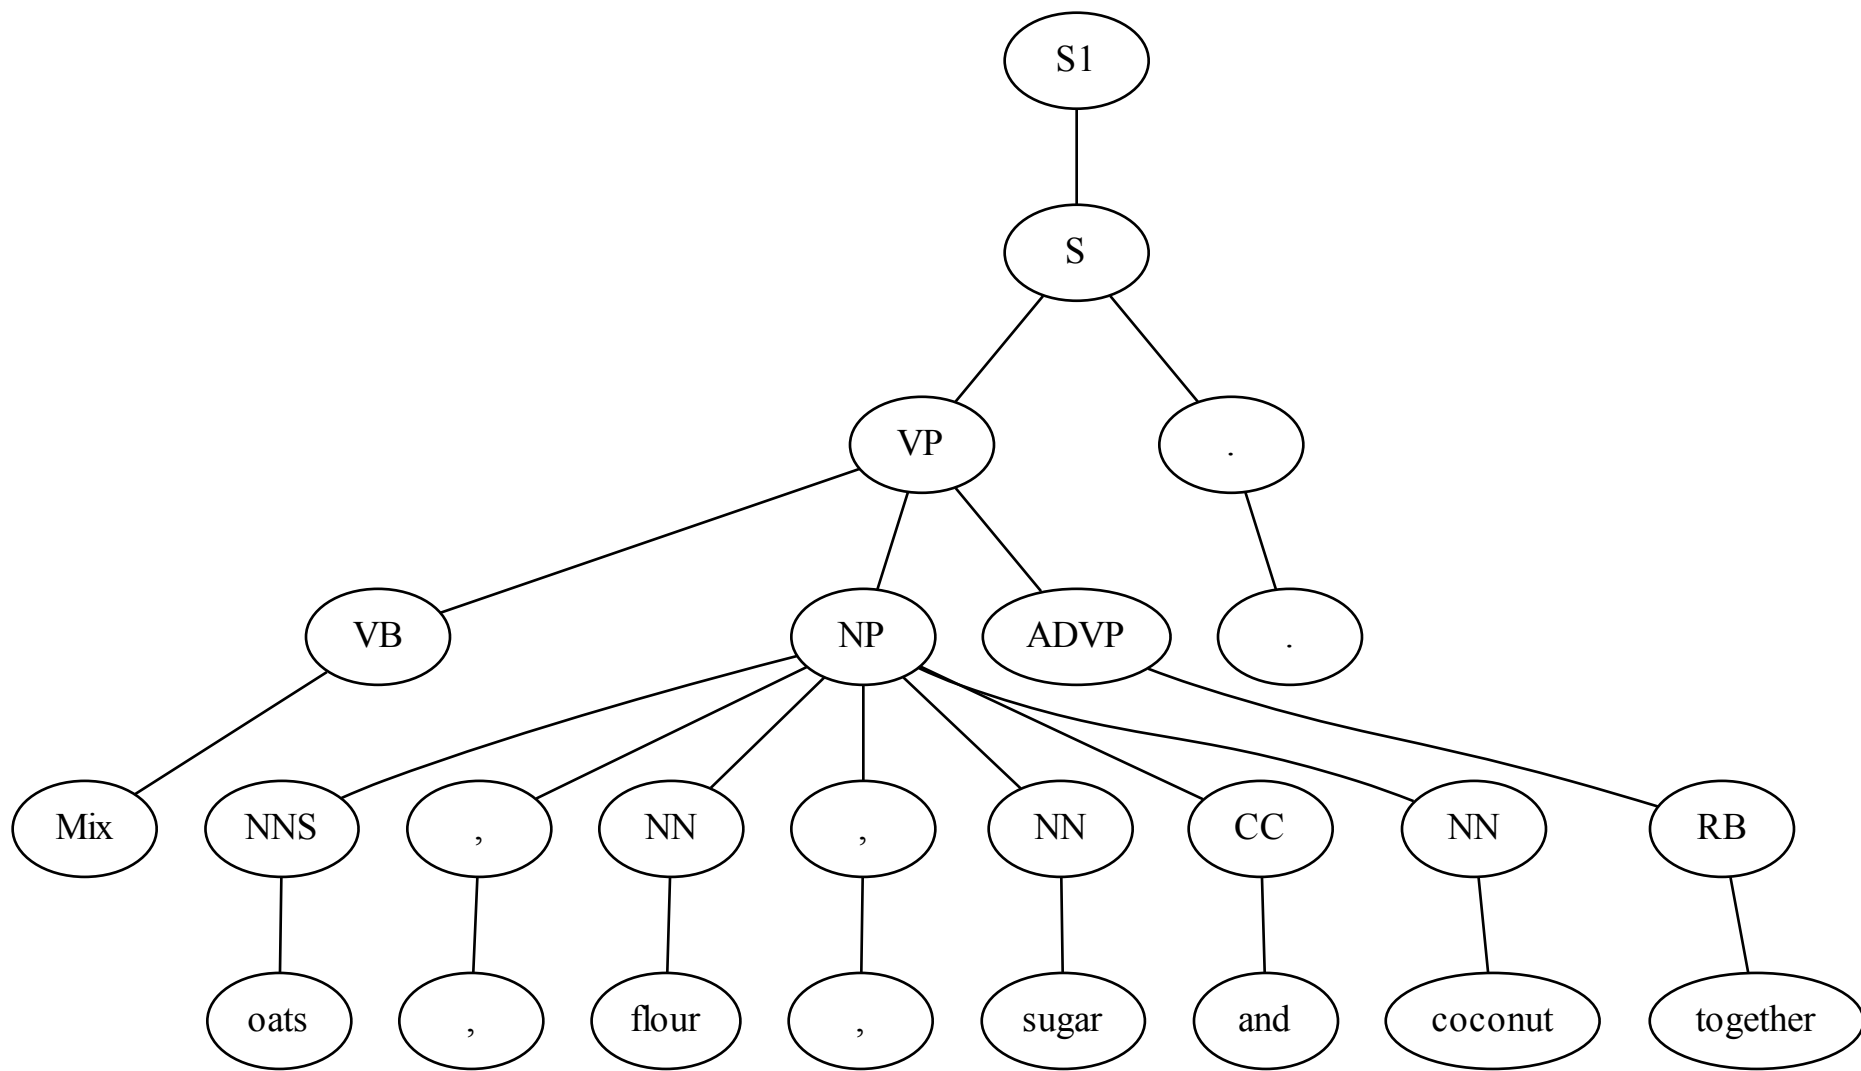 S1
S
VP .
VB NP ADVP .
Mix NNS , NN , NN CC NN RB
oats , flour , sugar and coconut together